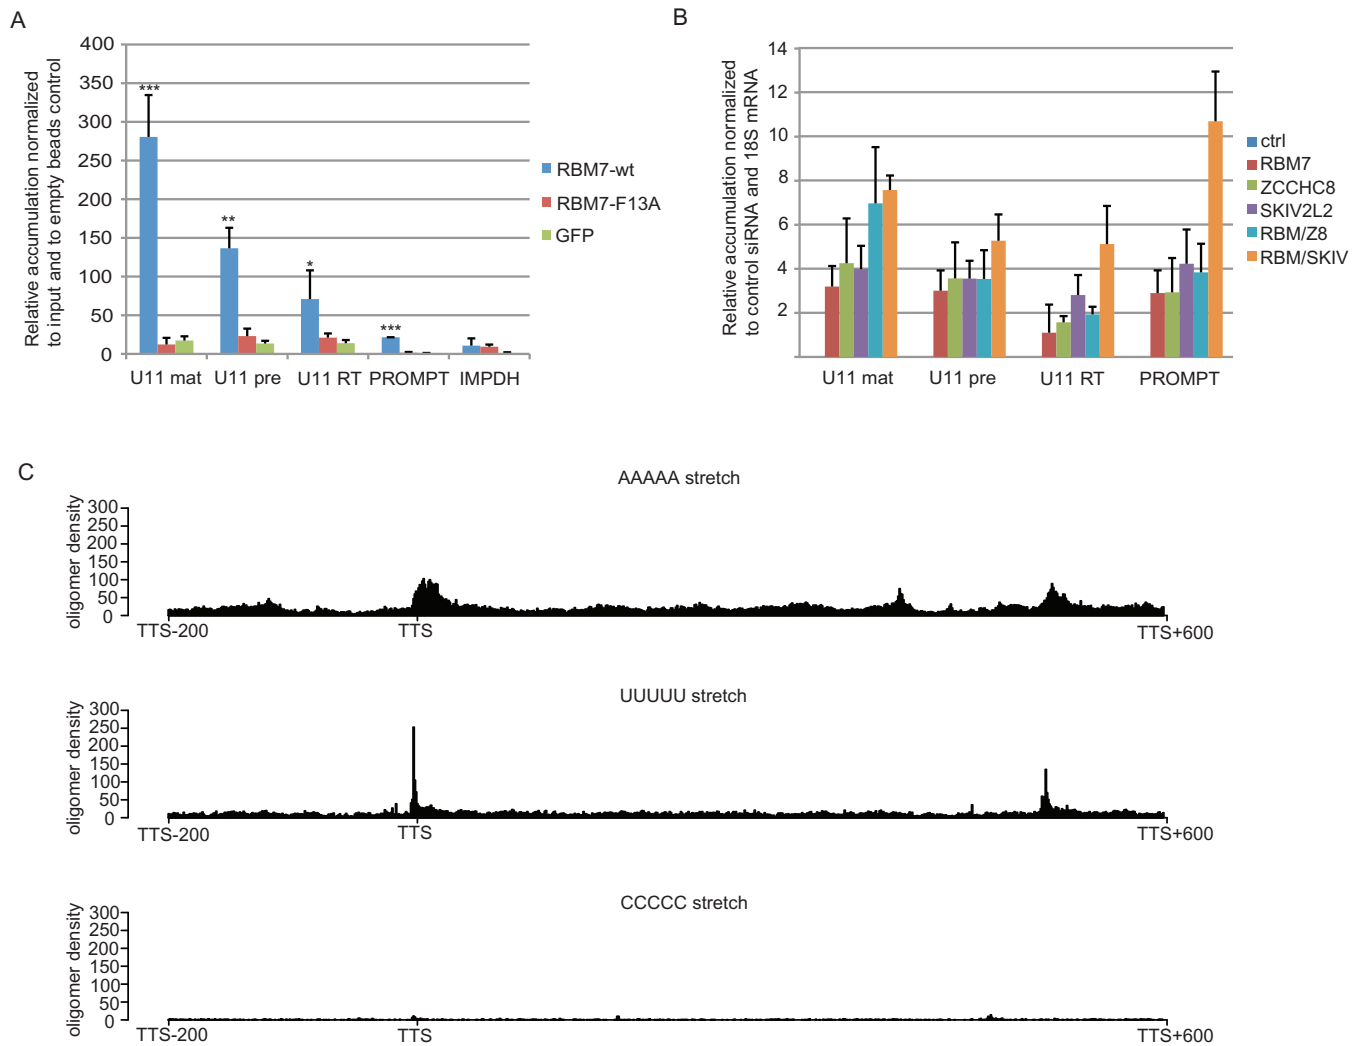 A
Relative accumulation normalized
to input and to empty beads control
400
350
300
250
200
150
100
50
0
***
**
*
***
U11 mat
U11 pre
U11 RT
PROMPT
IMPDH
RBM7-wt
RBM7-F13A
GFP
B
Relative accumulation normalized
to control siRNA and 18S mRNA
14
12
10
8
6
4
2
U11 mat
U11 pre
U11 RT
PROMPT
ctrl
RBM7
ZCCHC8
SKIV2L2
RBM/Z8
RBM/SKIV
C
AAAAA stretch
oligomer density
300
250
200
150
100
50
0
TTS-200
TTS
TTS+600
UUUUU stretch
oligomer density
300
250
200
150
100
50
0
TTS-200
TTS
TTS+600
CCCCC stretch
oligomer density
300
250
200
150
100
50
0
TTS-200
TTS
TTS+600